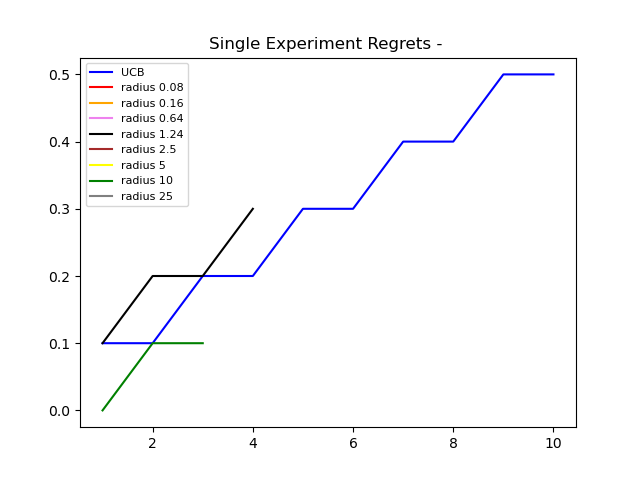 Single Experiment Regrets -
UCB
radius 0.08
radius 0.16
radius 0.64
radius 1.24
radius 2.5
radius 5
radius 10
radius 25
0.5
0.4
0.3
0.2
0.1
0.0
2 4 6 8 10